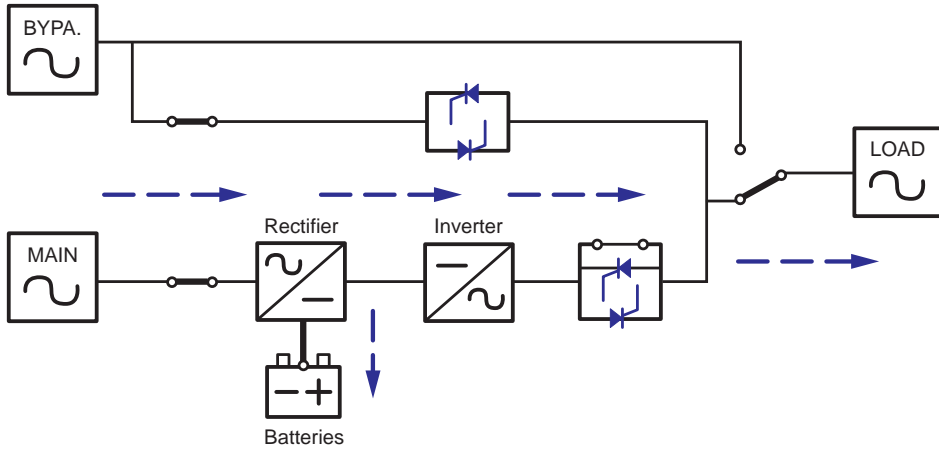 BYPA.
LOAD
Rectifier
Inverter
MAIN
Batteries